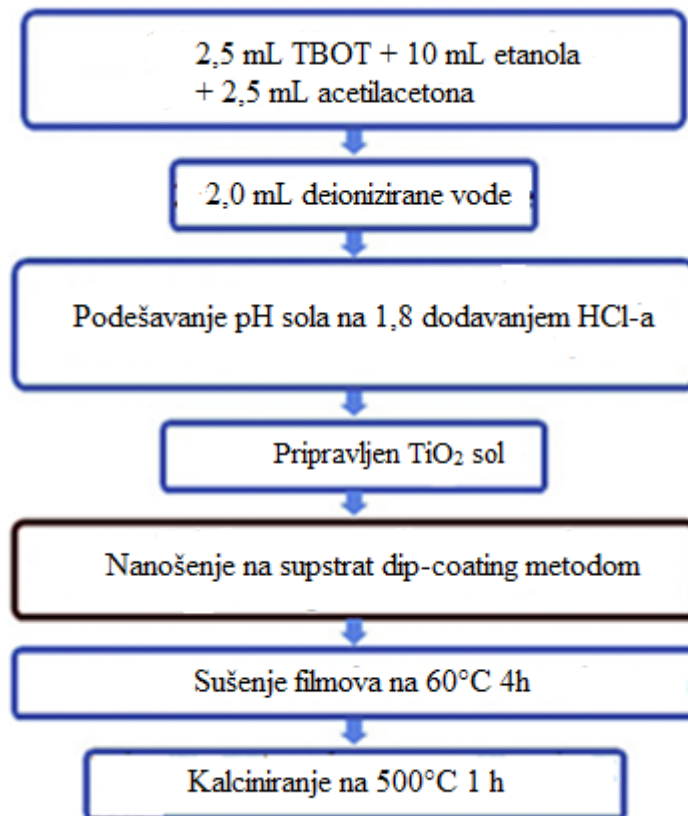 2,5 mL TBOT + 10 mL etanola
+ 2,5 mL acetilacetona
2,0 mL deionizirane vode
Podešavanje pH sola na 1,8 dodavanjem HCl-a
Pripravljen TiO₂ sol
Nanošenje na supstrat dip-coating metodom
Sušenje filmova na 60°C 4h
Kalciniranje na 500°C 1 h